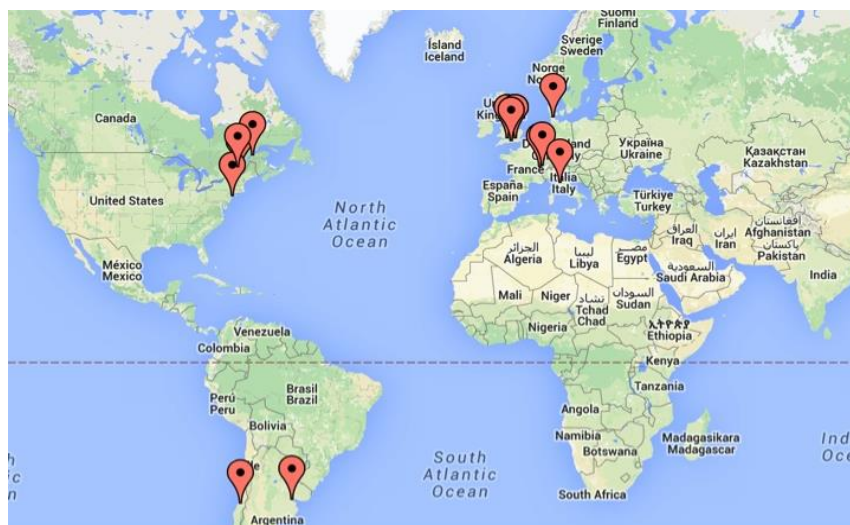 Suomi
Finland
Ísland
Iceland
Sverige
Sweden
Norge
Canada
Україна
Ukraine
Қазақстан
Kazakhstan
France
Italia
Italy
España
Spain
Türkiye
Turkey
United States
North
Atlantic
Ocean
México
Mexico
افغانستان
Afghanistan
ایران
Iran
العراق
Iraq
پاکستان
Pakistan
الجزائر
Algeria
ليبيا
Libya
مصر
Egypt
السعودية
Saudi Arabia
India
Mali
Niger
تشاد
Tchad
Chad
السودان
Sudan
Nigeria
ኢትዮጵያ
Ethiopia
Venezuela
Colombia
Kenya
Tanzania
Perú
Peru
Brasil
Brazil
Bolivia
Angola
Namibia
Botswana
Madagasikara
Madagascar
South
Atlantic
Ocean
South Africa
Argentina